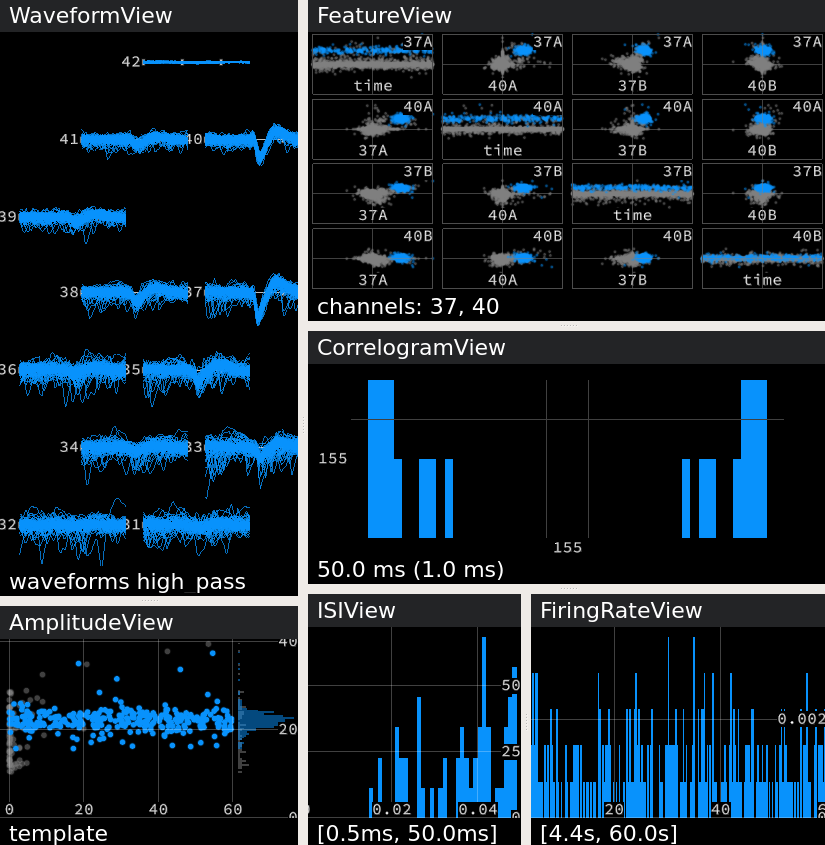 WaveformView
42
41 40
39
38 37
36 35
34 33
32 31
waveforms high_pass
FeatureView
37A 37A 37A 37A
time 40A 37B 40B
40A 40A 40A 40A
37A time 37B 40B
37B 37B 37B 37B
37A 40A time 40B
40B 40B 40B 40B
37A 40A 37B time
channels: 37, 40
CorrelogramView
155
155
50.0 ms (1.0 ms)
AmplitudeView
40
20
0
0 20 40 60
template
ISIView
50
25
0
0 0.02 0.04
[0.5ms, 50.0ms]
FiringRateView
0.002
20 40
[4.4s, 60.0s]